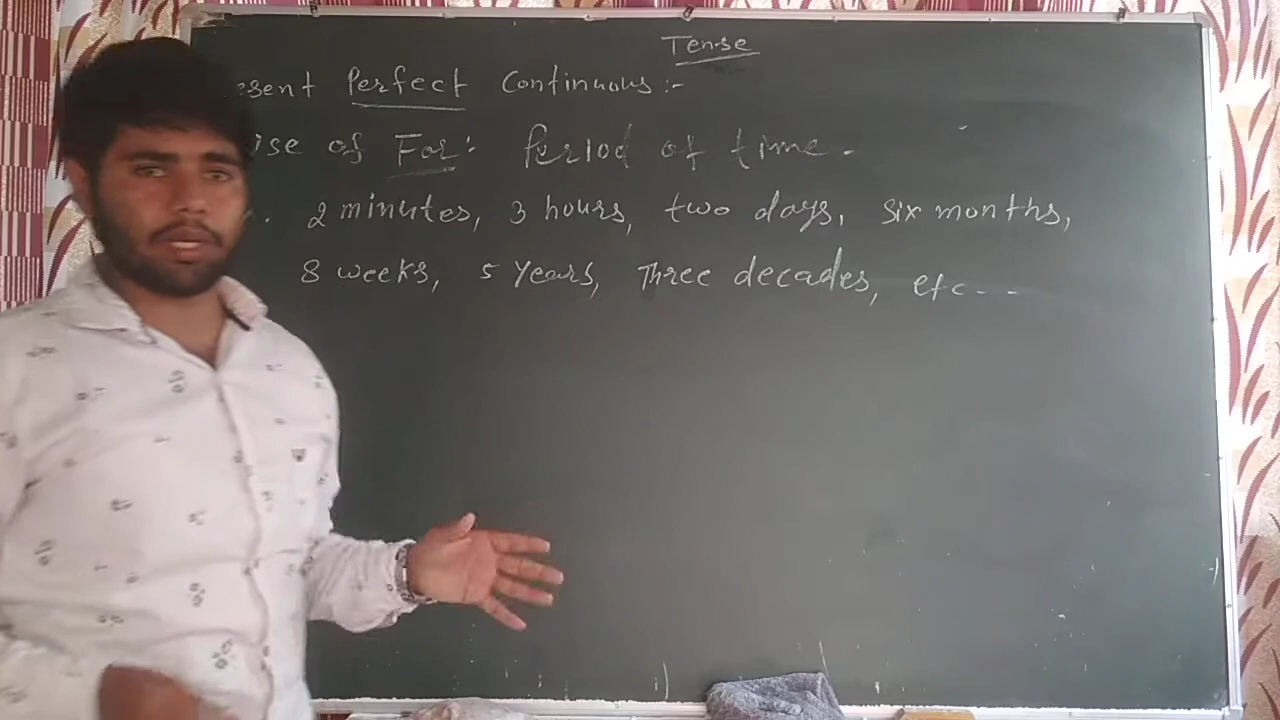 Tense
esent Perfect Continuous :-
se of For: Period of time.
2 minutes, 3 hours, two days, six months,
8 weeks, 5 Years, Three decades, etc...